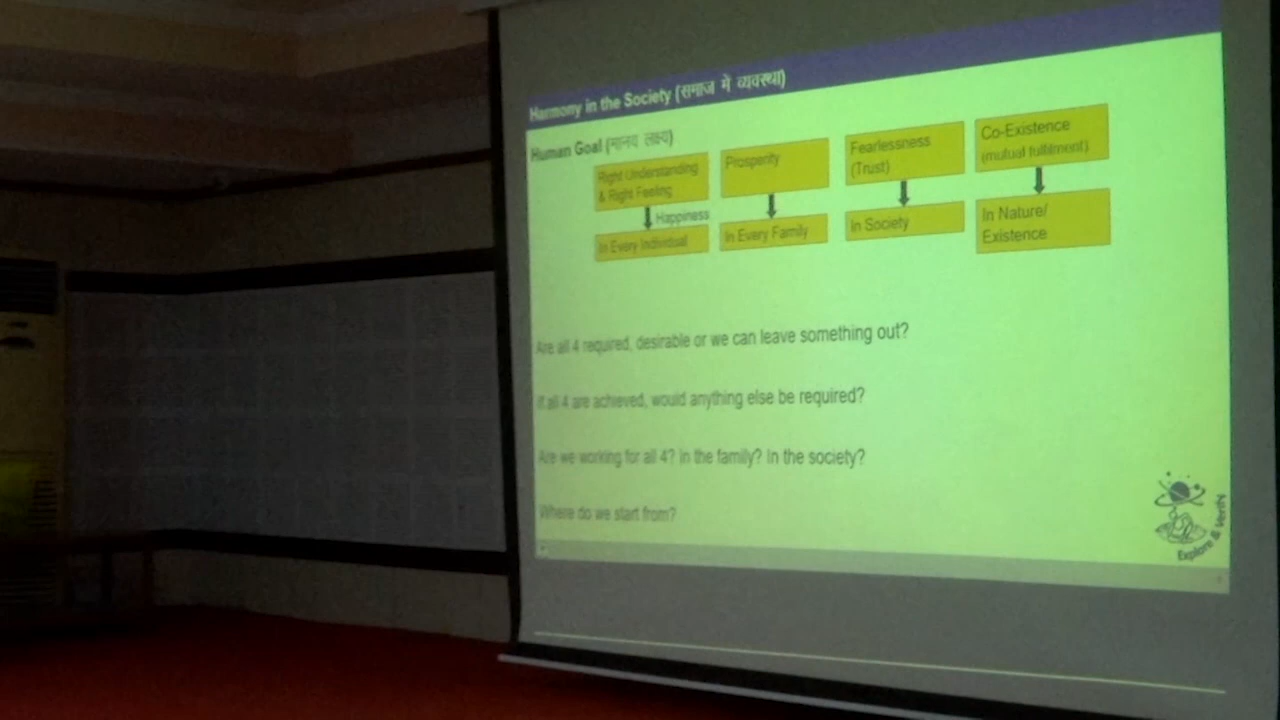 Harmony in the Society (समाज में व्यवस्था)
Human Goal (मानव लक्ष्य)
Right Understanding
& Right Feeling
Prosperity
Fearlessness
(Trust)
Co-Existence
(mutual fulfilment)
Happiness
In Every Individual
In Every Family
In Society
In Nature/
Existence
Are all 4 required, desirable or we can leave something out?
If all 4 are achieved, would anything else be required?
Are we working for all 4? In the family? In the society?
Where do we start from?
Explore & Verify